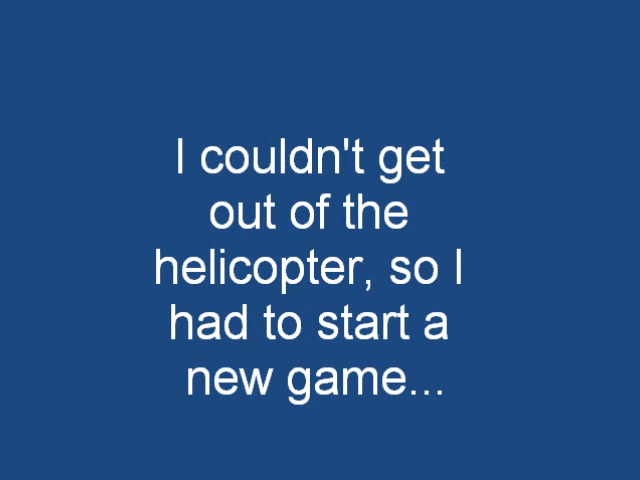 I couldn't get
out of the
helicopter, so I
had to start a
new game...